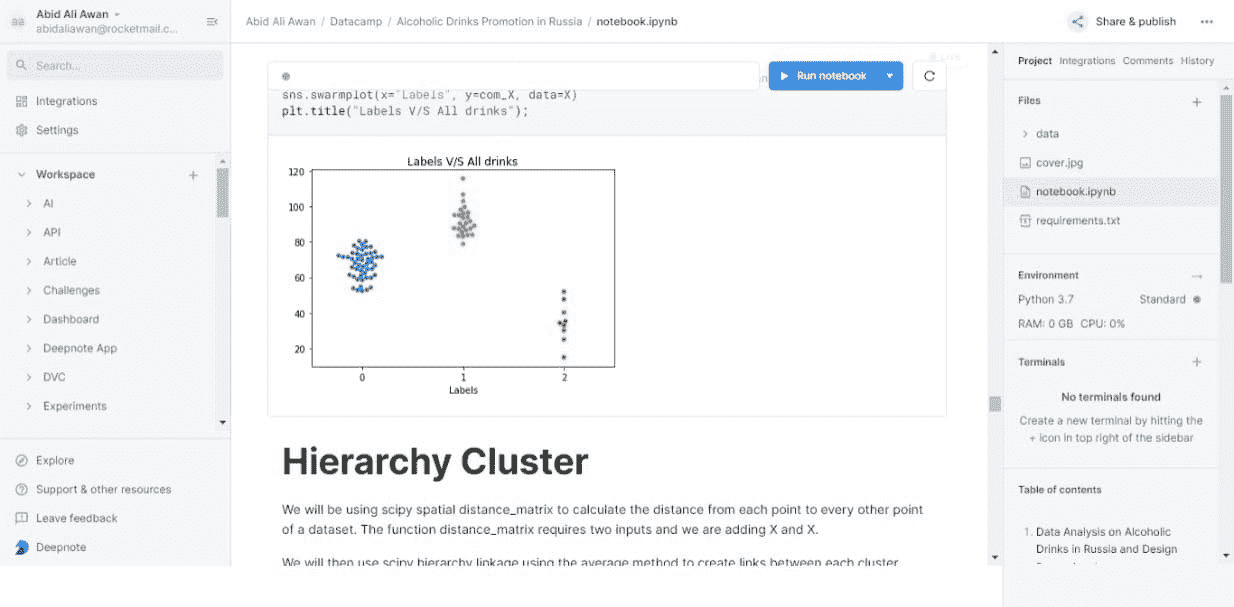 Abid Ali Awan
abidaliawan@rocketmail.c...
Search...
Integrations
Settings
Workspace
AI
API
Article
Challenges
Dashboard
Deepnote App
DVC
Experiments
Explore
Support & other resources
Leave feedback
Deepnote
Abid Ali Awan / Datacamp / Alcoholic Drinks Promotion in Russia / notebook.ipynb
Share & publish
Run notebook
sns.swarmplot(x="Labels", y=com_X, data=X)
plt.title("Labels V/S All drinks");
Labels V/S All drinks
120
100
80
60
40
20
0 1 2
Labels
Hierarchy Cluster
We will be using scipy spatial distance_matrix to calculate the distance from each point to every other point
of a dataset. The function distance_matrix requires two inputs and we are adding X and X.
We will then use scipy hierarchy linkage using the average method to create links between each cluster
Project Integrations Comments History
Files
data
cover.jpg
notebook.ipynb
requirements.txt
Environment
Python 3.7 Standard
RAM: 0 GB CPU: 0%
Terminals
No terminals found
Create a new terminal by hitting the
+ icon in top right of the sidebar
Table of contents
1. Data Analysis on Alcoholic
Drinks in Russia and Design